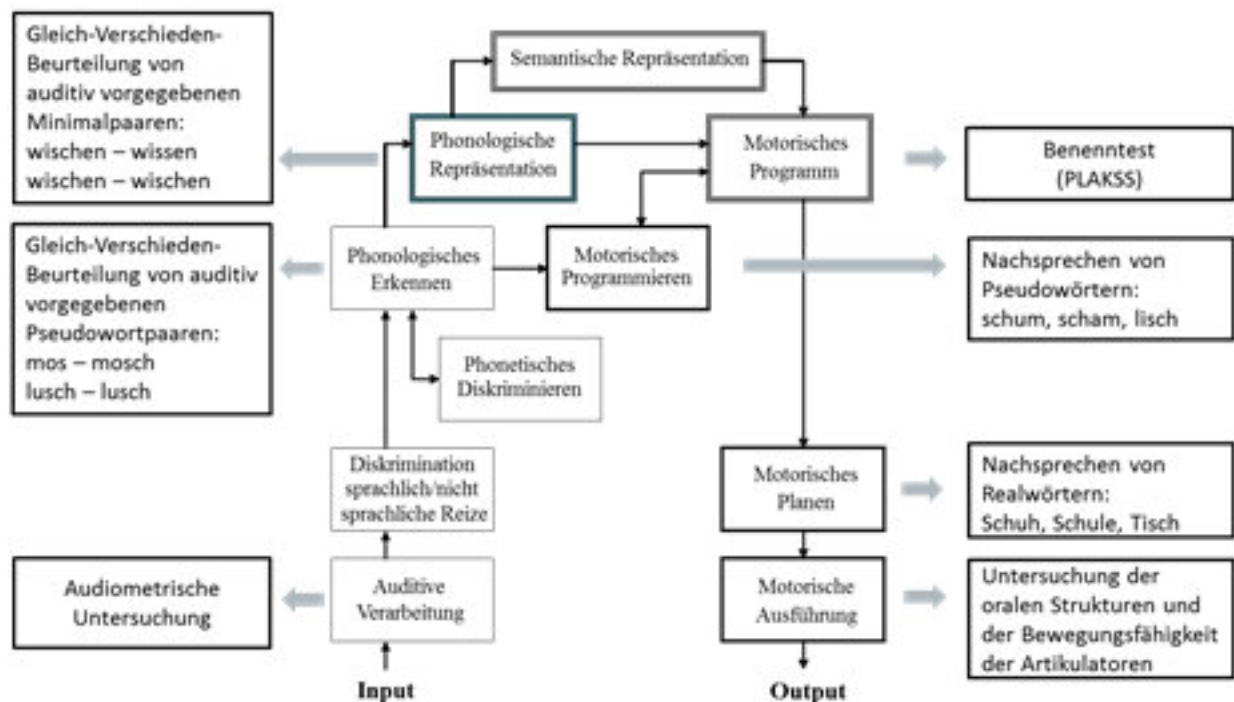 Gleich-Verschieden-
Beurteilung von
auditiv vorgegebenen
Minimalpaaren:
wischen – wissen
wischen – wischen
Gleich-Verschieden-
Beurteilung von auditiv
vorgegebenen
Pseudowortpaaren:
mos – mosch
lusch – lusch
Audiometrische
Untersuchung
Semantische Repräsentation
Phonologische
Repräsentation
Motorisches
Programm
Phonologisches
Erkennen
Motorisches
Programmieren
Phonetisches
Diskriminieren
Diskrimination
sprachlich/nicht
sprachliche Reize
Auditive
Verarbeitung
Input
Motorisches
Planen
Motorische
Ausführung
Output
Benenntest
(PLAKSS)
Nachsprechen von
Pseudowörtern:
schum, scham, lisch
Nachsprechen von
Realwörtern:
Schuh, Schule, Tisch
Untersuchung der
oralen Strukturen und
der Bewegungsfähigkeit
der Artikulatoren